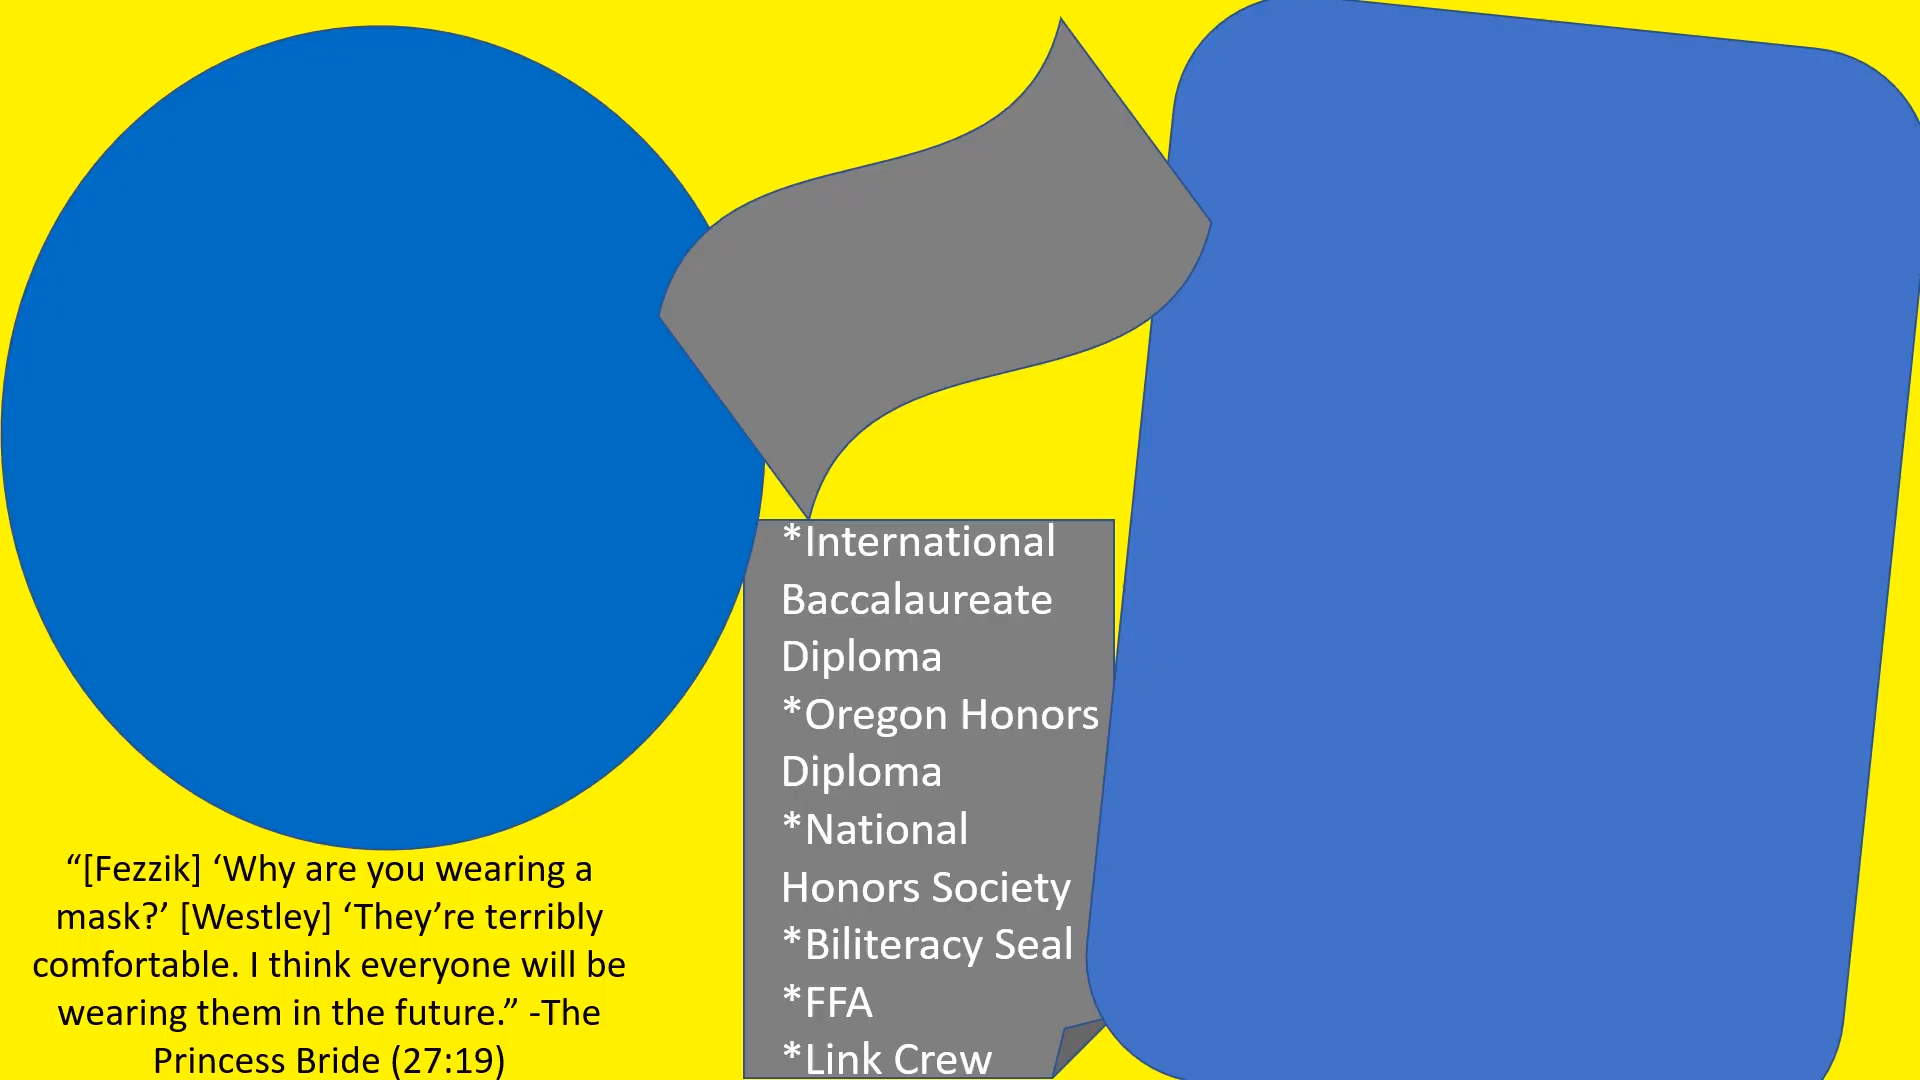 *International
Baccalaureate
Diploma
*Oregon Honors
Diploma
*National
Honors Society
*Biliteracy Seal
*FFA
*Link Crew
“[Fezzik] ‘Why are you wearing a
mask?’ [Westley] ‘They’re terribly
comfortable. I think everyone will be
wearing them in the future.” -The
Princess Bride (27:19)